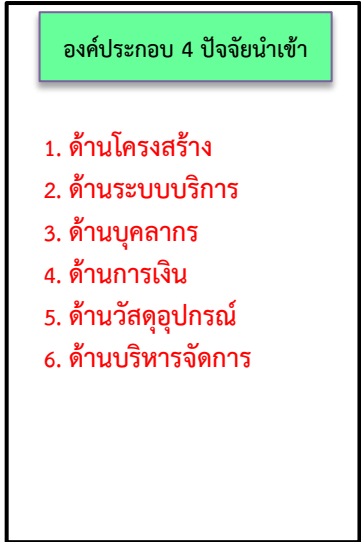 องค์ประกอบ 4 ปัจจัยนำเข้า
1. ด้านโครงสร้าง
2. ด้านระบบบริการ
3. ด้านบุคลากร
4. ด้านการเงิน
5. ด้านวัสดุอุปกรณ์
6. ด้านบริหารจัดการ